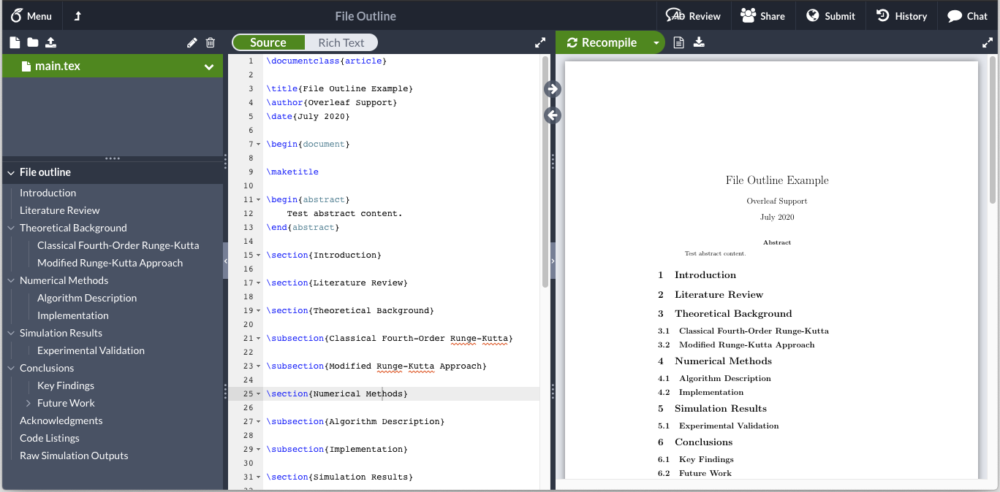 Menu
File Outline
Review
Share
Submit
History
Chat
Source
Rich Text
Recompile
main.tex
File outline
Introduction
Literature Review
Theoretical Background
Classical Fourth-Order Runge-Kutta
Modified Runge-Kutta Approach
Numerical Methods
Algorithm Description
Implementation
Simulation Results
Experimental Validation
Conclusions
Key Findings
Future Work
Acknowledgments
Code Listings
Raw Simulation Outputs
1 \documentclass{article}
2
3 \title{File Outline Example}
4 \author{Overleaf Support}
5 \date{July 2020}
6
7 \begin{document}
8
9 \maketitle
10
11 \begin{abstract}
12     Test abstract content.
13 \end{abstract}
14
15 \section{Introduction}
16
17 \section{Literature Review}
18
19 \section{Theoretical Background}
20
21 \subsection{Classical Fourth-Order Runge-Kutta}
22
23 \subsection{Modified Runge-Kutta Approach}
24
25 \section{Numerical Methods}
26
27 \subsection{Algorithm Description}
28
29 \subsection{Implementation}
30
31 \section{Simulation Results}
File Outline Example
Overleaf Support
July 2020
Abstract
Test abstract content.
1 Introduction
2 Literature Review
3 Theoretical Background
3.1 Classical Fourth-Order Runge-Kutta
3.2 Modified Runge-Kutta Approach
4 Numerical Methods
4.1 Algorithm Description
4.2 Implementation
5 Simulation Results
5.1 Experimental Validation
6 Conclusions
6.1 Key Findings
6.2 Future Work